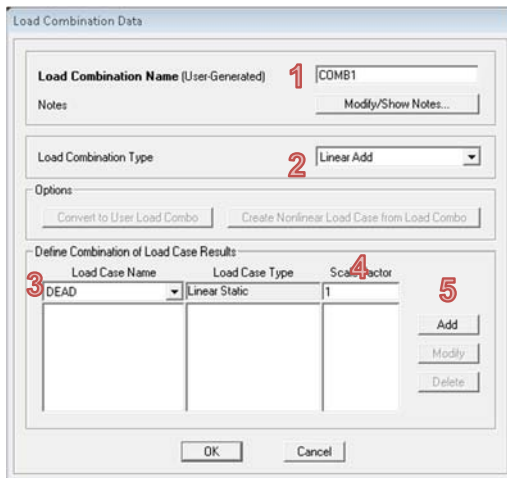 Load Combination Data
Load Combination Name (User-Generated) 1 COMB1
Notes Modify/Show Notes...
Load Combination Type 2 Linear Add
Options
Convert to User Load Combo Create Nonlinear Load Case from Load Combo
Define Combination of Load Case Results
Load Case Name Load Case Type Scale Factor 4
3 DEAD Linear Static 1 5
Add
Modify
Delete
OK Cancel